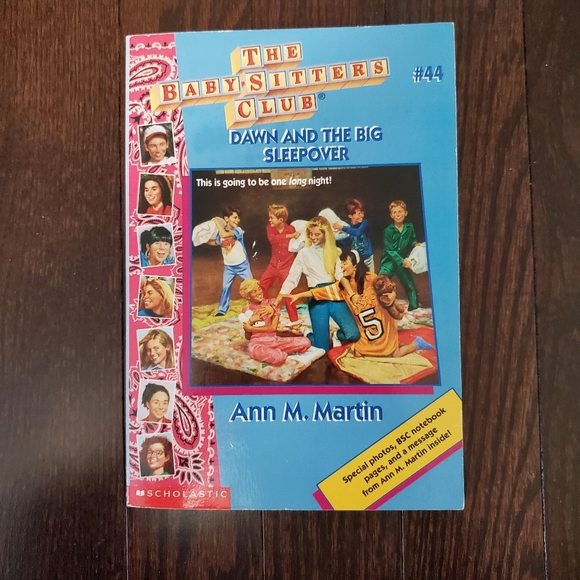 THE
BABY-SITTERS
CLUB®
#44
DAWN AND THE BIG
SLEEPOVER
This is going to be one long night!
15
Ann M. Martin
Special photos, BSC notebook
pages, and a message
from Ann M. Martin inside!
SCHOLASTIC